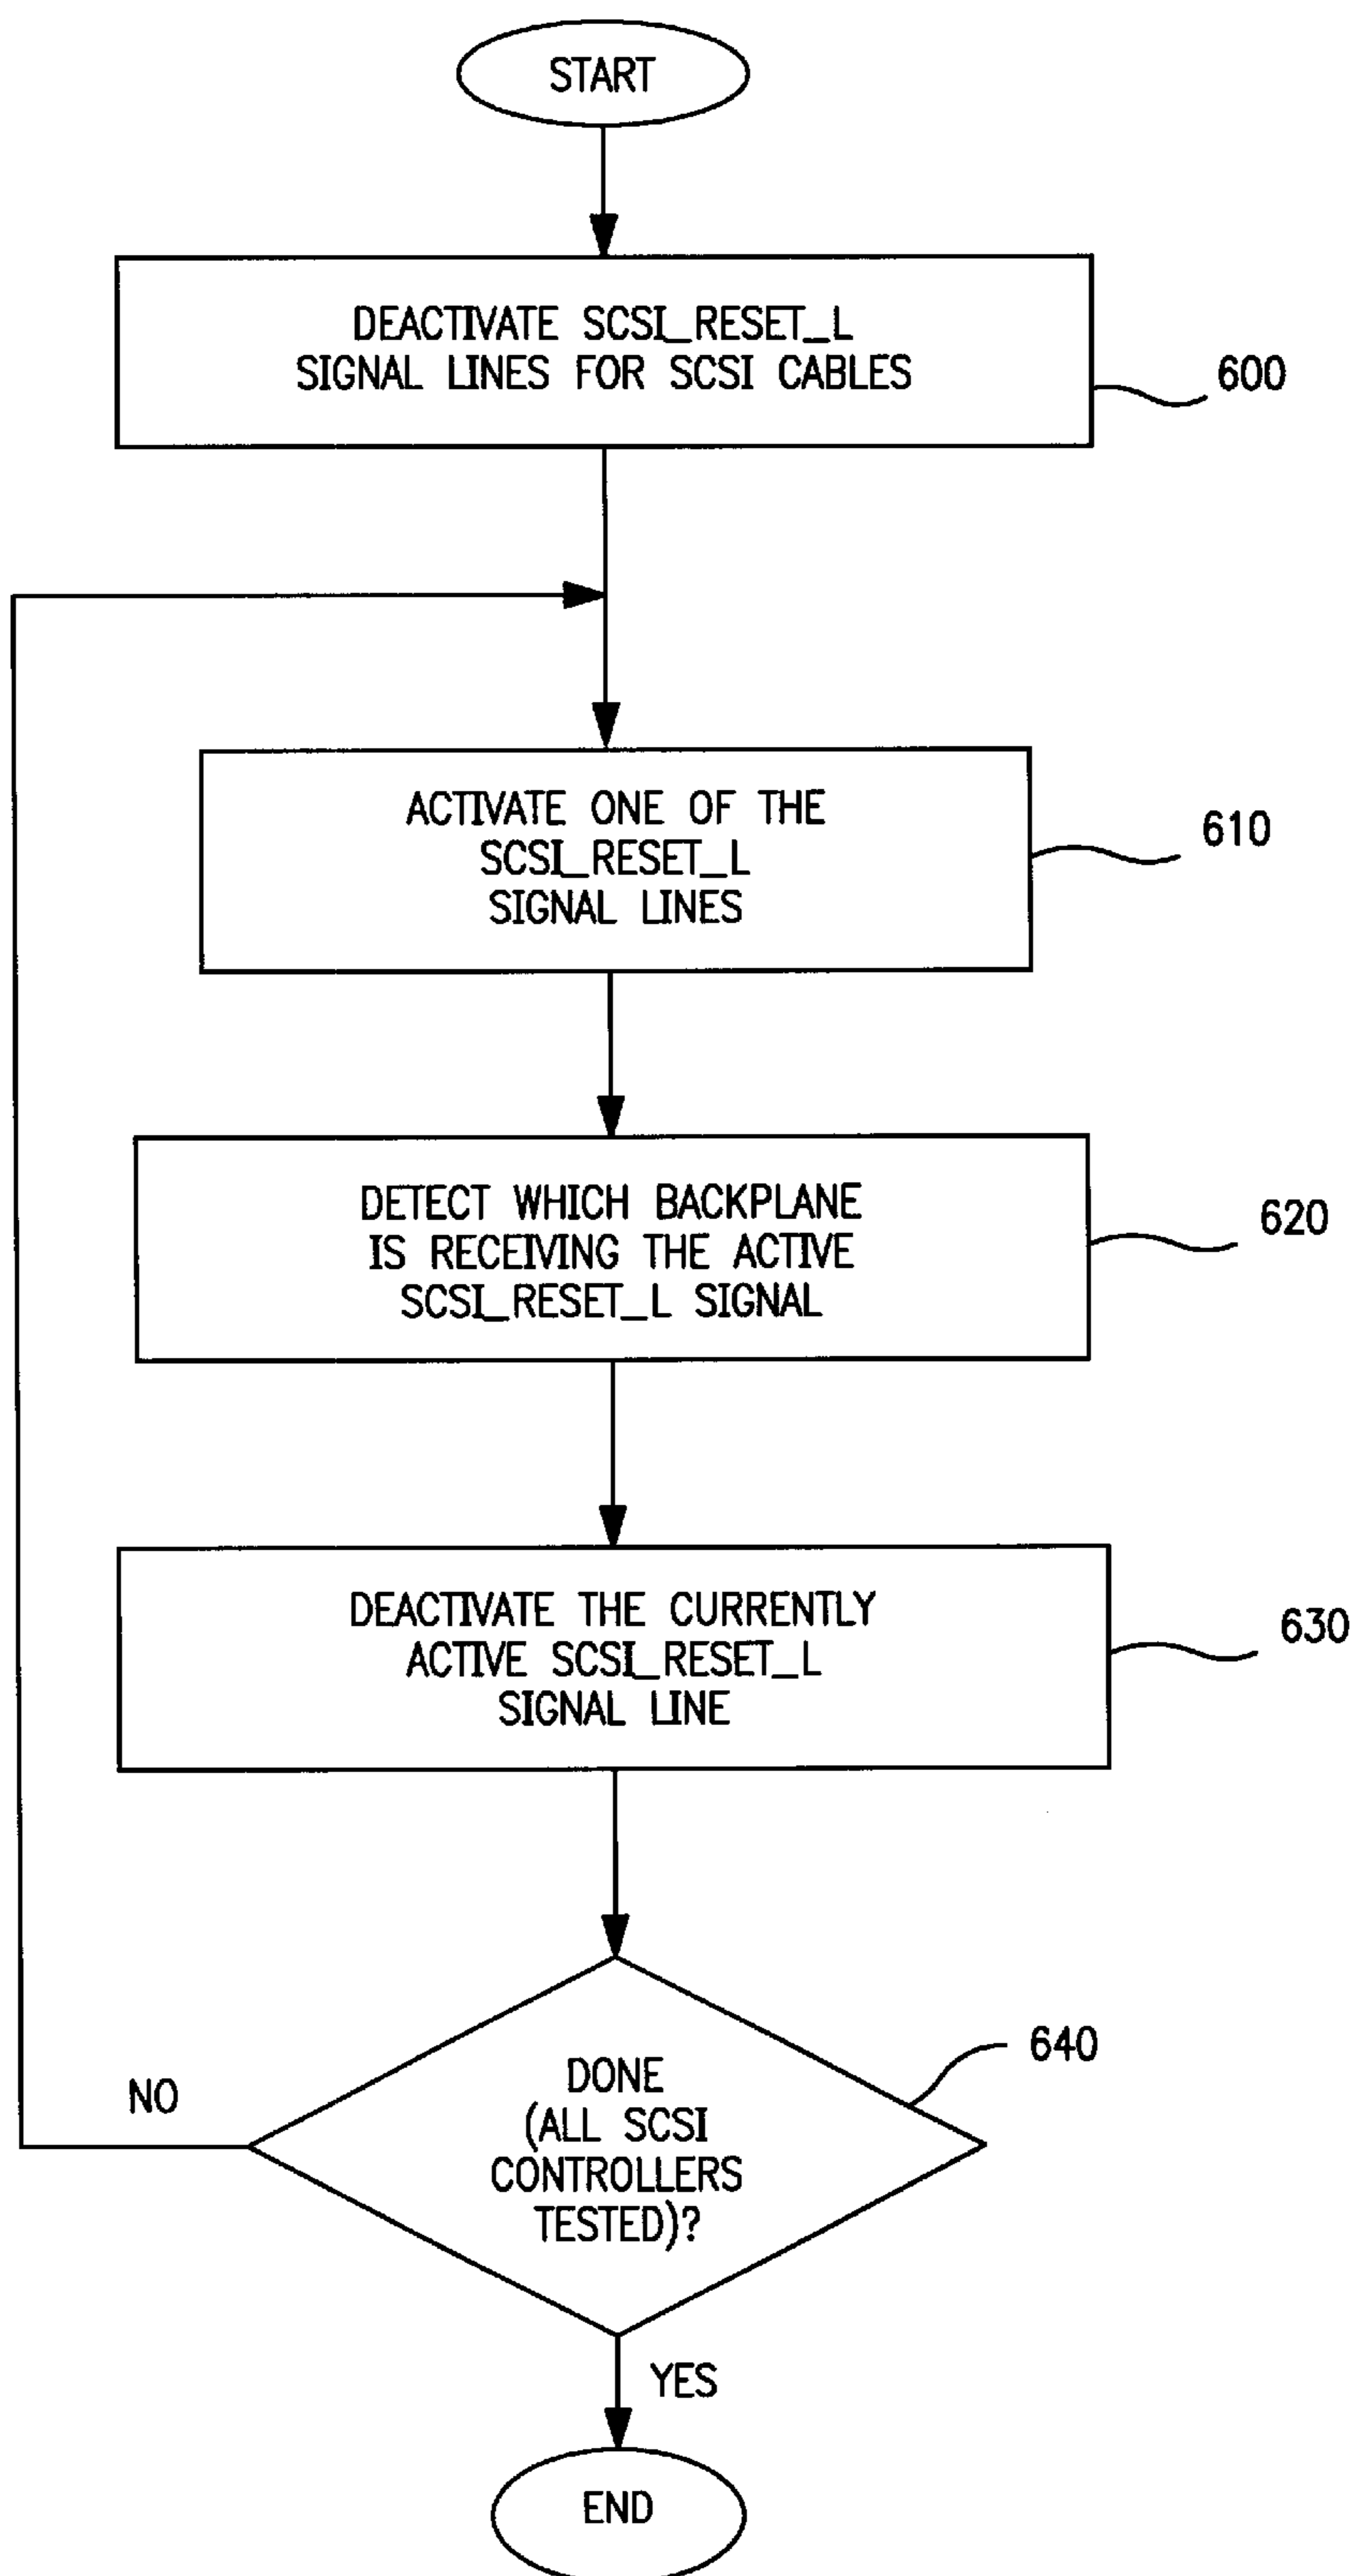 START
DEACTIVATE SCSI_RESET_L
SIGNAL LINES FOR SCSI CABLES
600
ACTIVATE ONE OF THE
SCSI_RESET_L
SIGNAL LINES
610
DETECT WHICH BACKPLANE
IS RECEIVING THE ACTIVE
SCSI_RESET_L SIGNAL
620
DEACTIVATE THE CURRENTLY
ACTIVE SCSI_RESET_L
SIGNAL LINE
630
DONE
(ALL SCSI
CONTROLLERS
TESTED)?
640
NO
YES
END